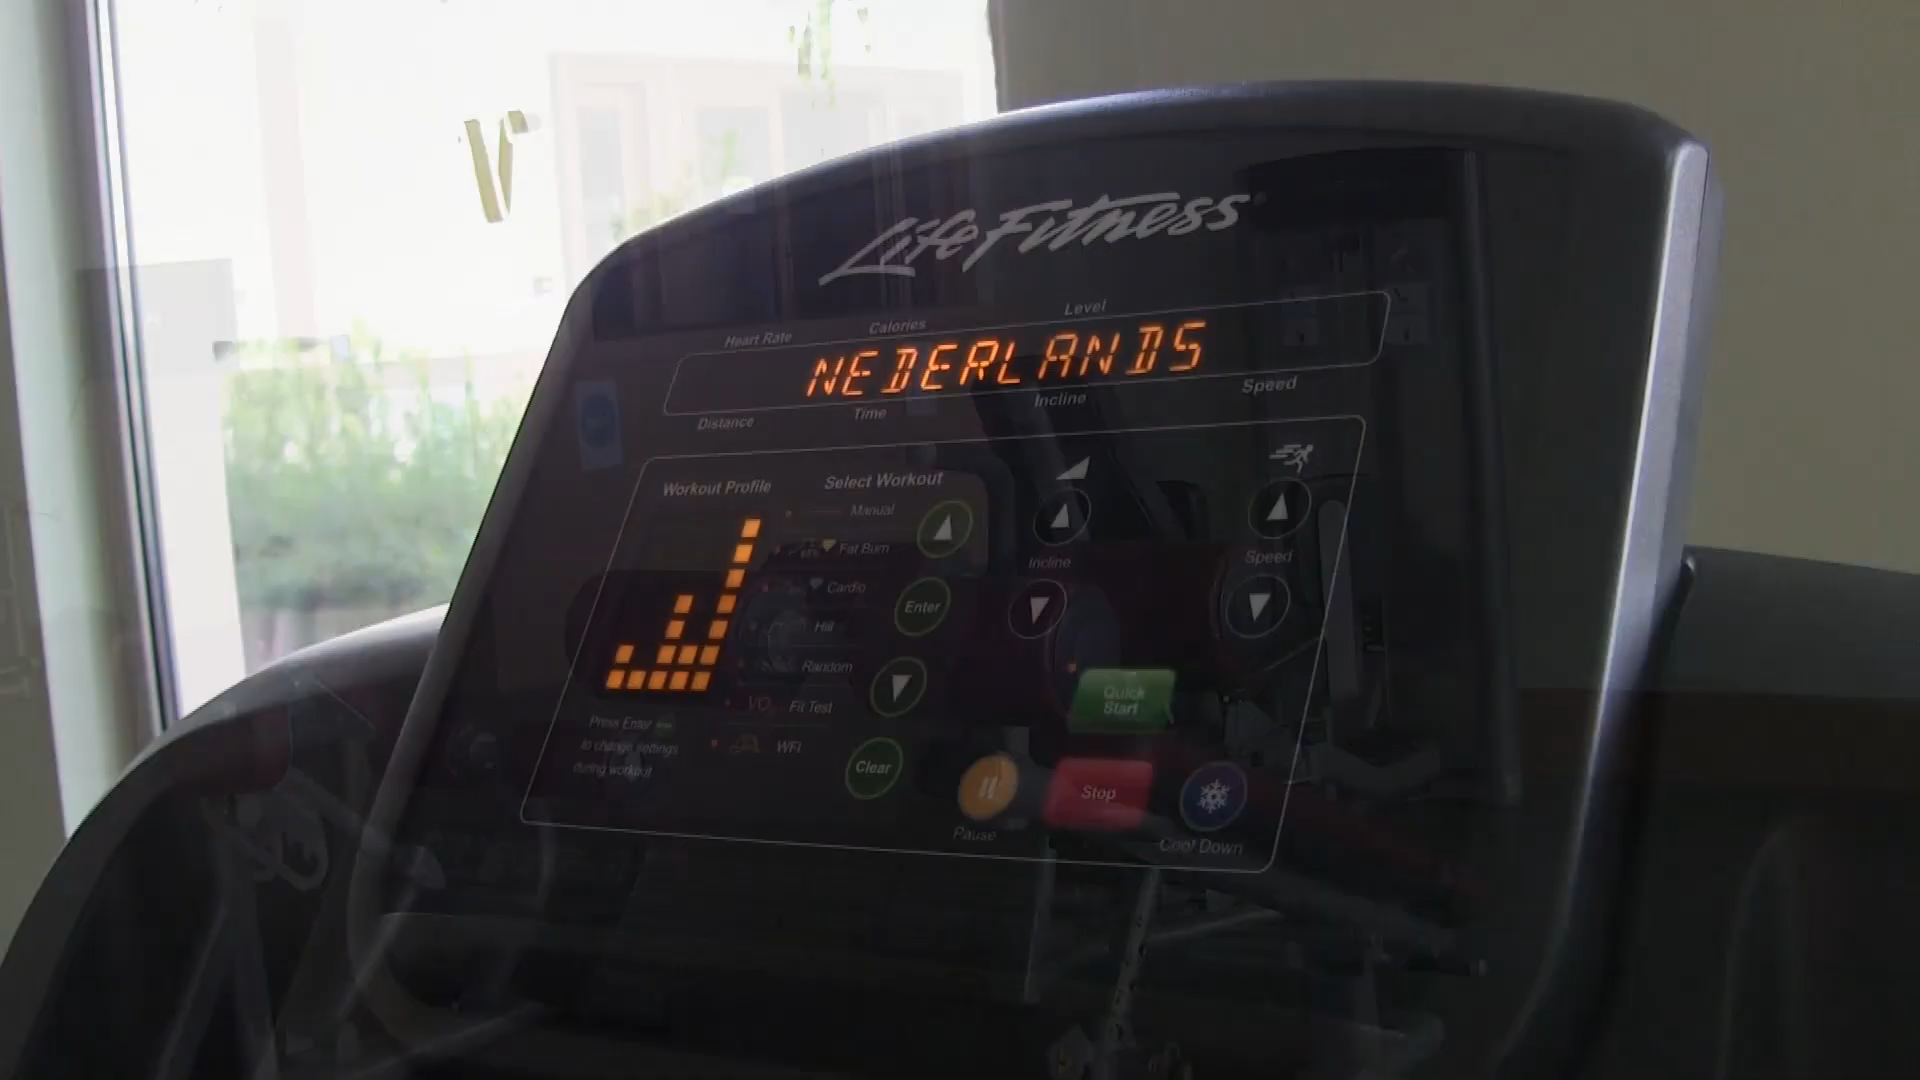 LifeFitness
Heart Rate Calories Level
NEDERLANDS
Distance Time Incline Speed
Workout Profile Select Workout
Manual
Fat Burn
Cardio
Hill
Random
VO2 Fit Test
WFI
Enter
Clear
Incline
Speed
Quick
Start
Press Enter
to change settings
during workout
Pause
Stop
Cool Down